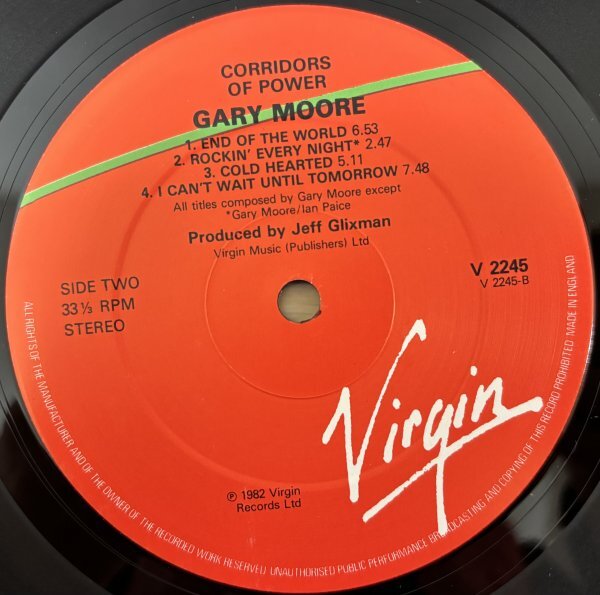 CORRIDORS
OF POWER
GARY MOORE
1. END OF THE WORLD 6.53
2. ROCKIN' EVERY NIGHT* 2.47
3. COLD HEARTED 5.11
4. I CAN'T WAIT UNTIL TOMORROW 7.48
All titles composed by Gary Moore except
*Gary Moore/Ian Paice
Produced by Jeff Glixman
Virgin Music (Publishers) Ltd
SIDE TWO
33⅓ RPM
STEREO
V 2245
V 2245-B
Virgin
℗ 1982 Virgin
Records Ltd
ALL RIGHTS OF THE MANUFACTURER AND OF THE OWNER OF THE RECORDED WORK RESERVED. UNAUTHORISED PUBLIC PERFORMANCE BROADCASTING AND COPYING OF THIS RECORD PROHIBITED. MADE IN ENGLAND